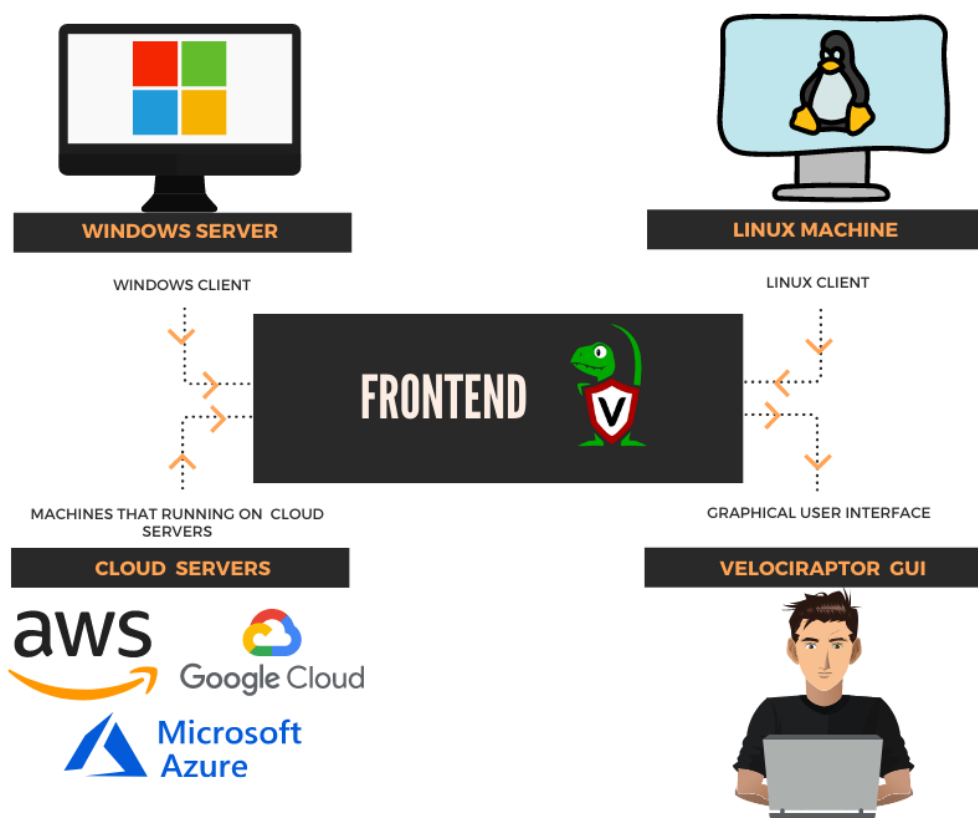 WINDOWS SERVER
LINUX MACHINE
WINDOWS CLIENT
LINUX CLIENT
FRONTEND
V
MACHINES THAT RUNNING ON CLOUD
SERVERS
GRAPHICAL USER INTERFACE
CLOUD SERVERS
VELOCIRAPTOR GUI
aws
Google Cloud
Microsoft
Azure